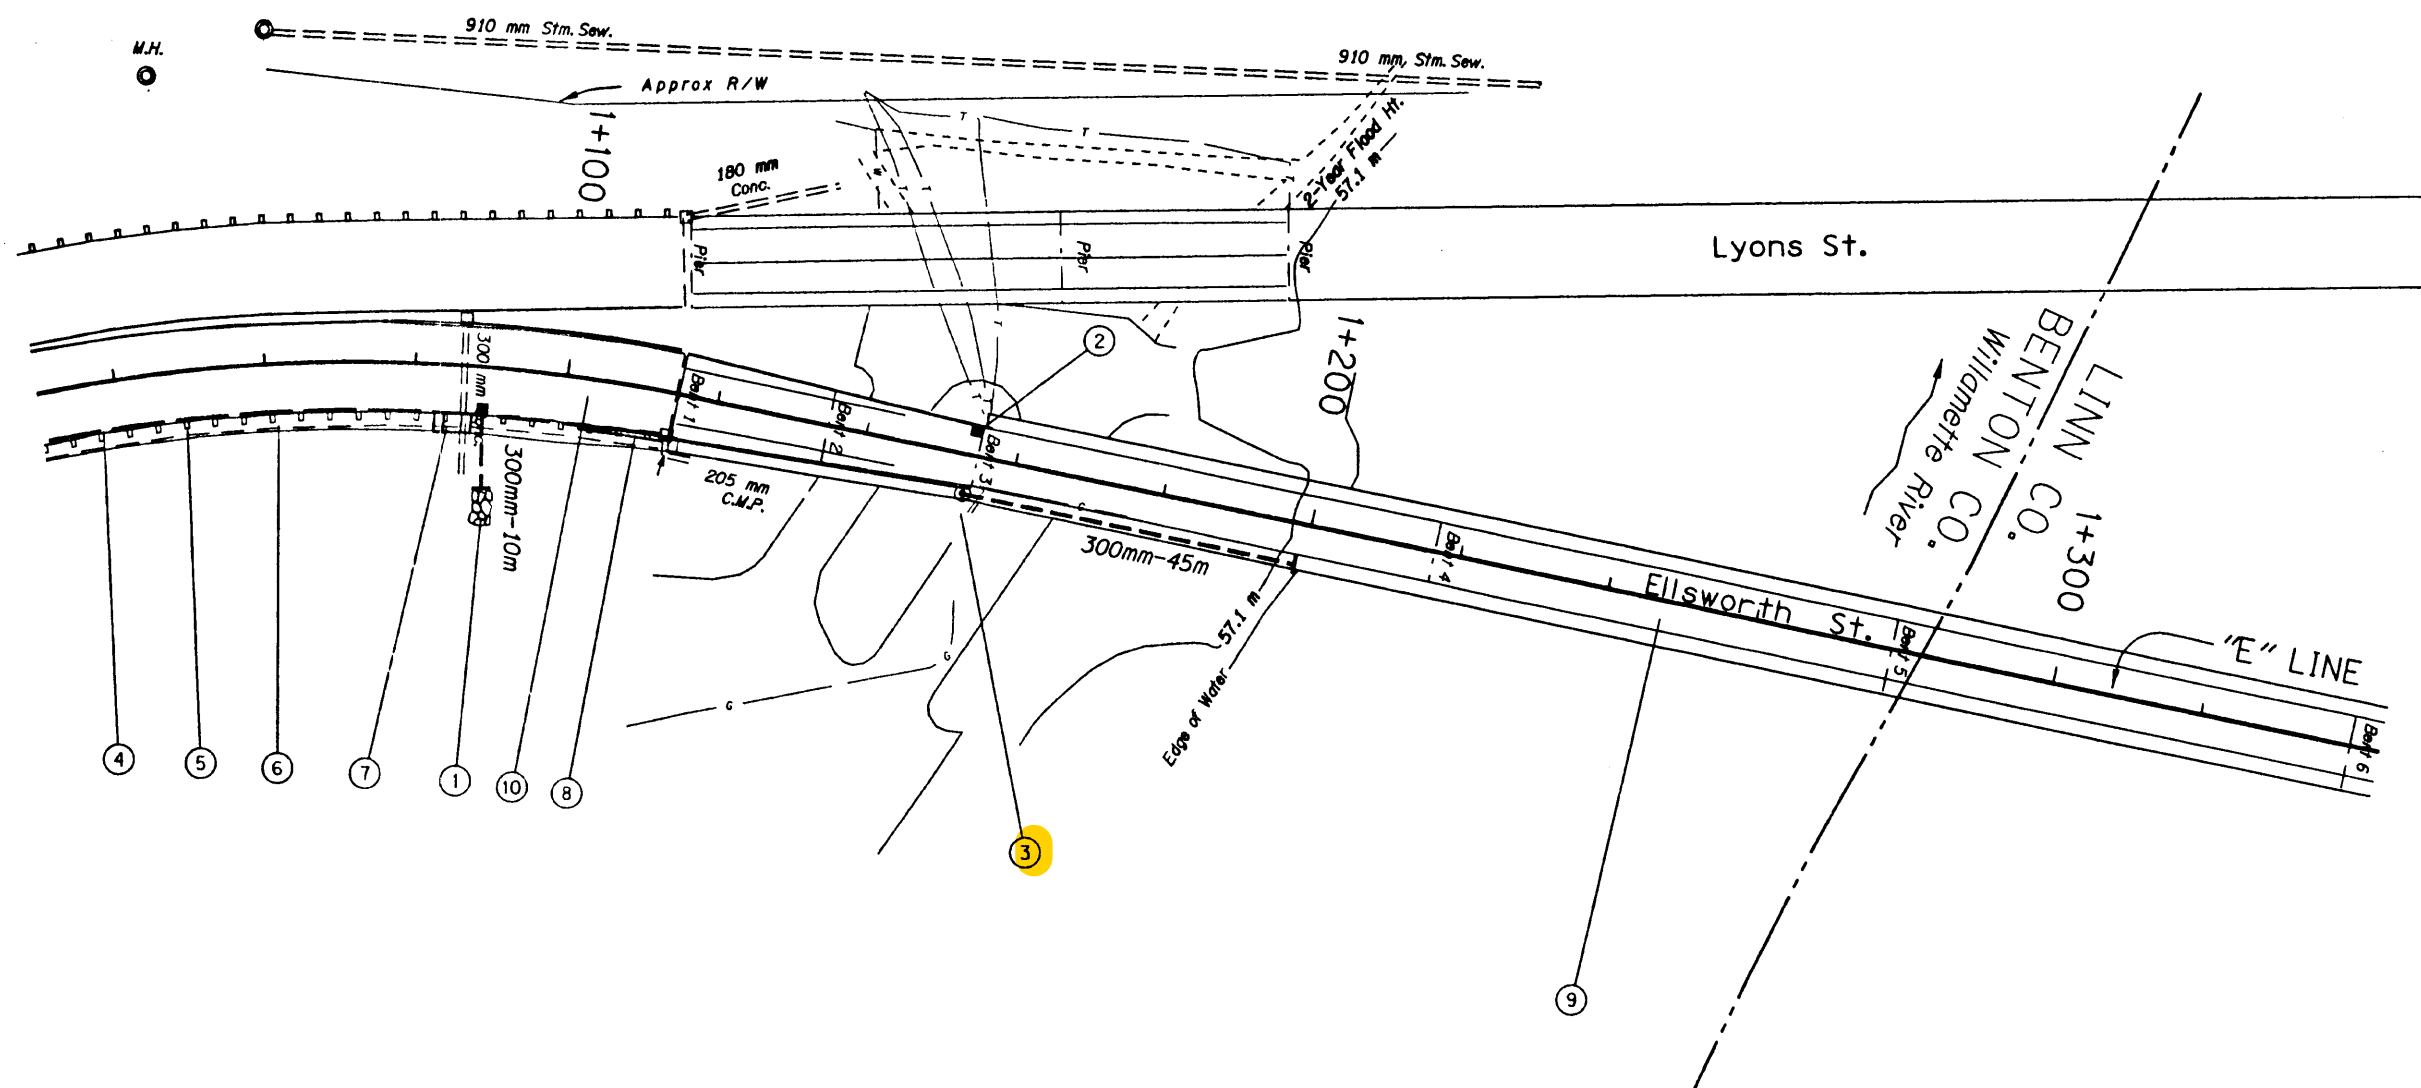 910 mm Stm. Sew.
M.H.
910 mm, Stm. Sew.
Approx R/W
1+100
T
T
180 mm
Conc.
2-Year Flood Ht.
57.1 m
W
T
T
Pier
Pier
Pier
Lyons St.
T
300 mm
Conc.
1+200
2
LINN CO.
BENTON CO.
Willamette River
Bent 1
Bent 2
Bent 3
205 mm
C.M.P.
300mm-10m
G
300mm-45m
Bent 4
Ellsworth St.
1+300
Bent 5
"E" LINE
Bent 6
57.1 m
Edge of Water
G
G
4
5
6
7
1
10
8
3
9